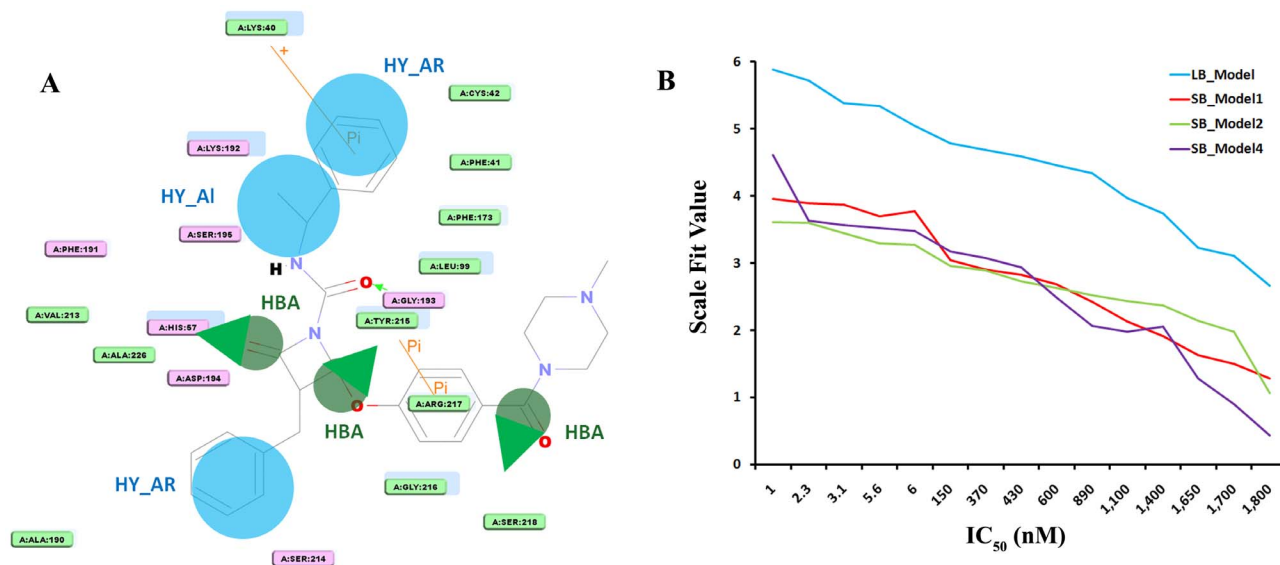 A
A:LYS:40
+
HY_AR
A:CYS:42
Pi
A:LYS:192
A:PHE:41
HY_Al
A:PHE:173
A:SER:195
A:PHE:191
H
N
A:LEU:99
O
A:GLY:193
N
HBA
A:VAL:213
A:TYR:215
A:HIS:57
N
A:ALA:226
Pi
A:ASP:194
N
Pi
O
A:ARG:217
HBA
HBA
O
HY_AR
A:GLY:216
A:SER:218
A:ALA:190
A:SER:214
B
Scale Fit Value
6
5
4
3
2
1
0
LB_Model
SB_Model1
SB_Model2
SB_Model4
1 2.3 3.1 5.6 6 150 370 430 600 890 1,100 1,400 1,650 1,700 1,800
IC50 (nM)